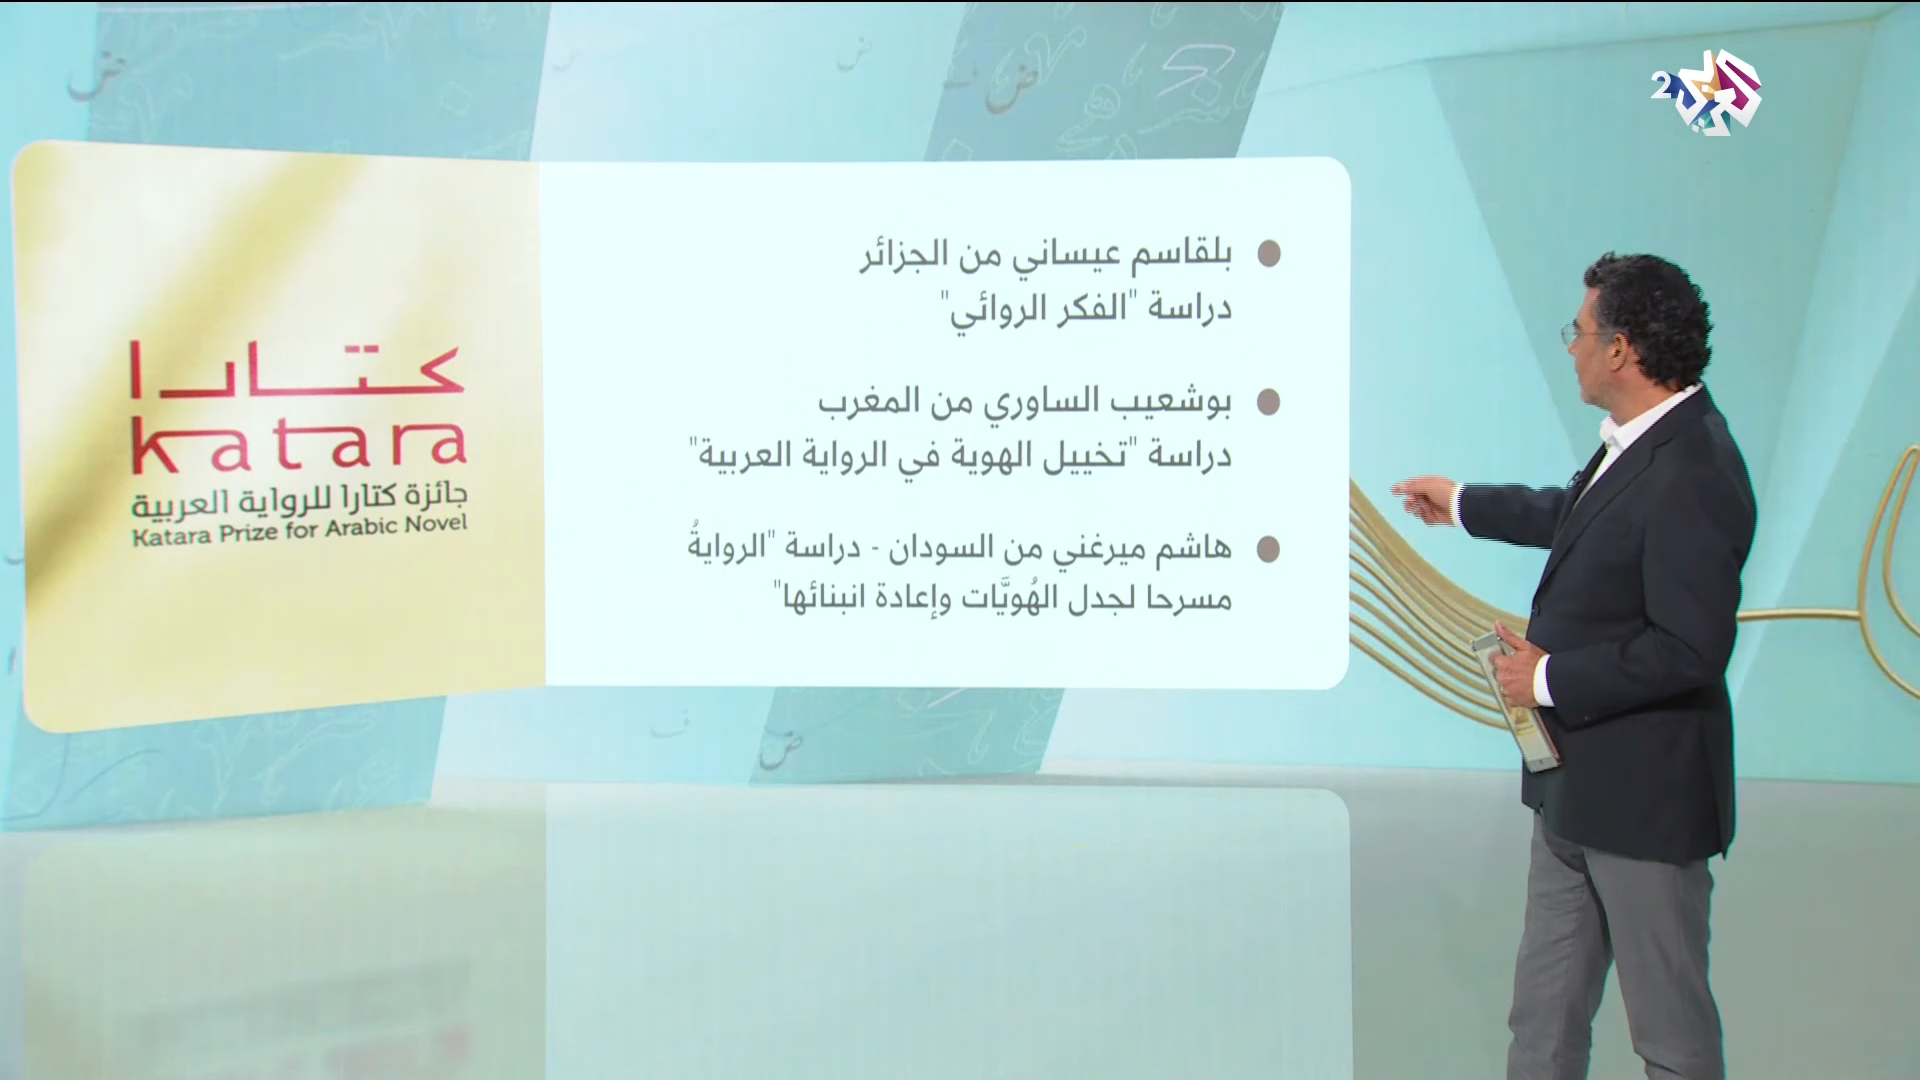 بلقاسم عيساني من الجزائر
دراسة "الفكر الروائي"
بوشعيب الساوري من المغرب
دراسة "تخييل الهوية في الرواية العربية"
هاشم ميرغني من السودان - دراسة "الروايةُ
مسرحا لجدل الهُويَّات وإعادة انبنائها"
كتارا
katara
جائزة كتارا للرواية العربية
Katara Prize for Arabic Novel
العربي 2